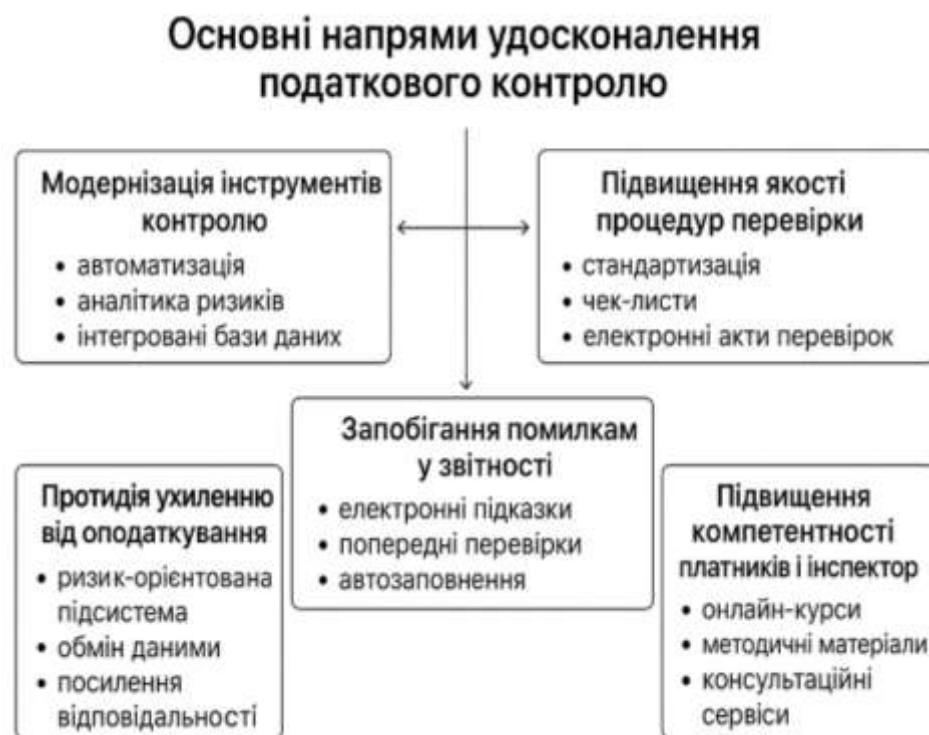 Основні напрями удосконалення
податкового контролю
Модернізація інструментів
контролю
• автоматизація
• аналітика ризиків
• інтегровані бази даних
Підвищення якості
процедур перевірки
• стандартизація
• чек-листи
• електронні акти перевірок
Запобігання помилкам
у звітності
• електронні підказки
• попередні перевірки
• автозаповнення
Протидія ухиленню
від оподаткування
• ризик-орієнтована
підсистема
• обмін даними
• посилення
відповідальності
Підвищення
компетентності
платників і інспектор
• онлайн-курси
• методичні матеріали
• консультаційні
сервіси